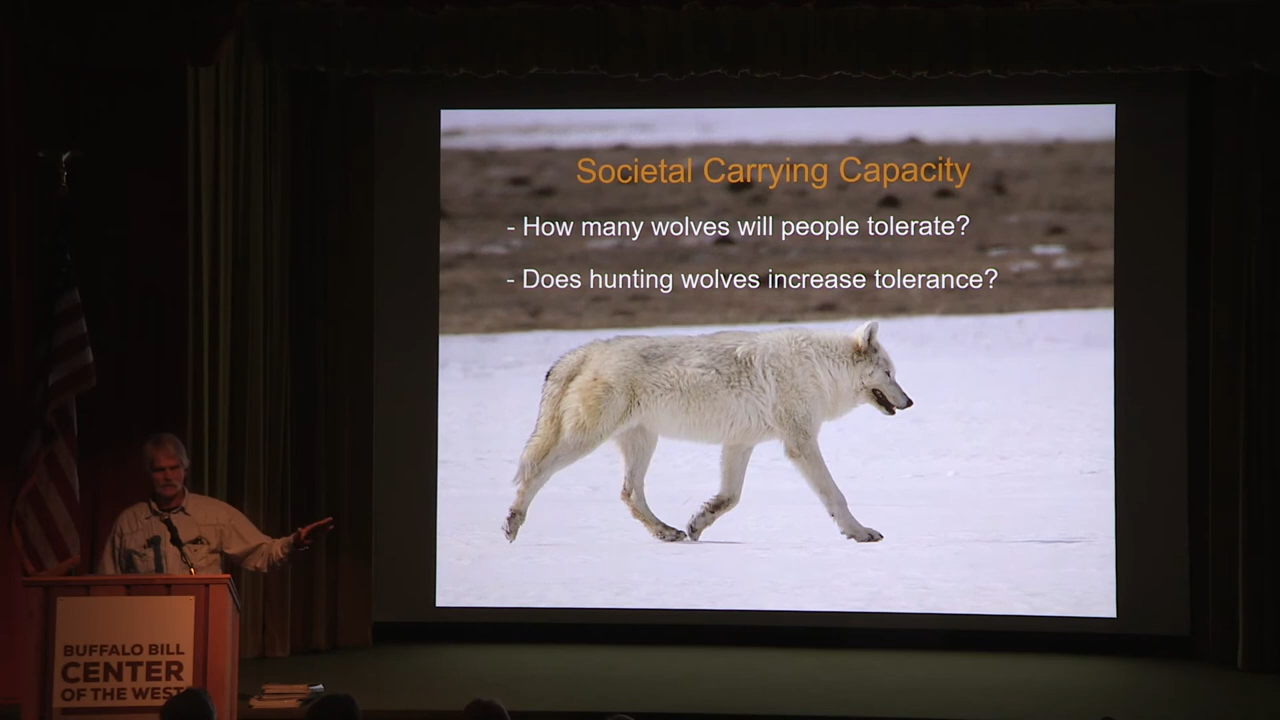 Societal Carrying Capacity
- How many wolves will people tolerate?
- Does hunting wolves increase tolerance?
BUFFALO BILL
CENTER
OF THE WEST